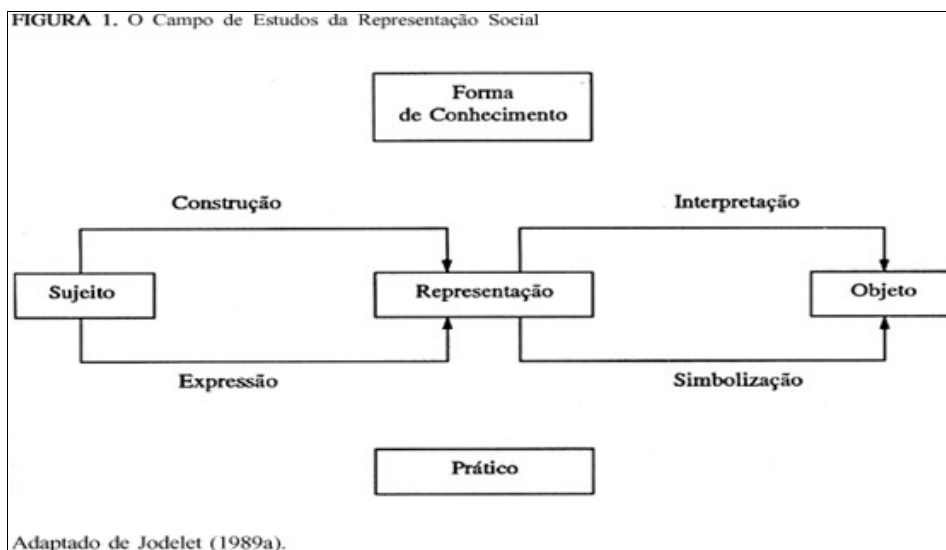 FIGURA 1. O Campo de Estudos da Representação Social
Forma
de Conhecimento
Construção
Interpretação
Sujeito
Representação
Objeto
Expressão
Simbolização
Prático
Adaptado de Jodelet (1989a).